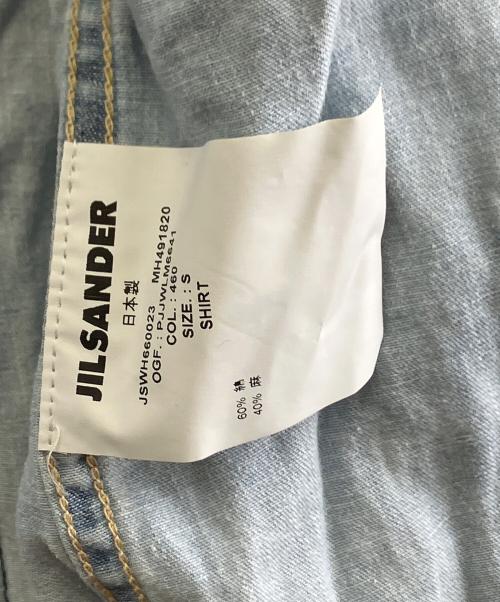 JILSANDER
日本製
JSWH660023 MH491820
OGF. : PJJWLM6641
COL. : 460
SIZE. : S
SHIRT
60% 綿
40% 麻